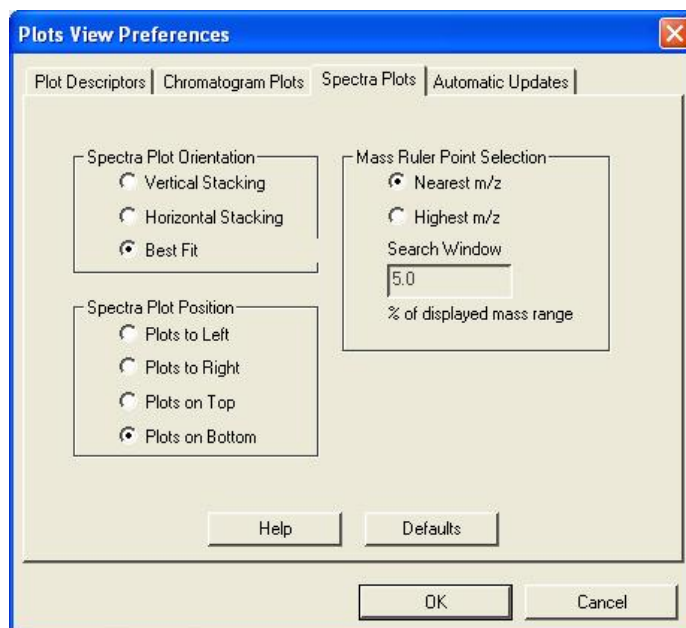 Plots View Preferences
Plot Descriptors
Chromatogram Plots
Spectra Plots
Automatic Updates
Spectra Plot Orientation
Vertical Stacking
Horizontal Stacking
Best Fit
Spectra Plot Position
Plots to Left
Plots to Right
Plots on Top
Plots on Bottom
Mass Ruler Point Selection
Nearest m/z
Highest m/z
Search Window
5.0
% of displayed mass range
Help
Defaults
OK
Cancel